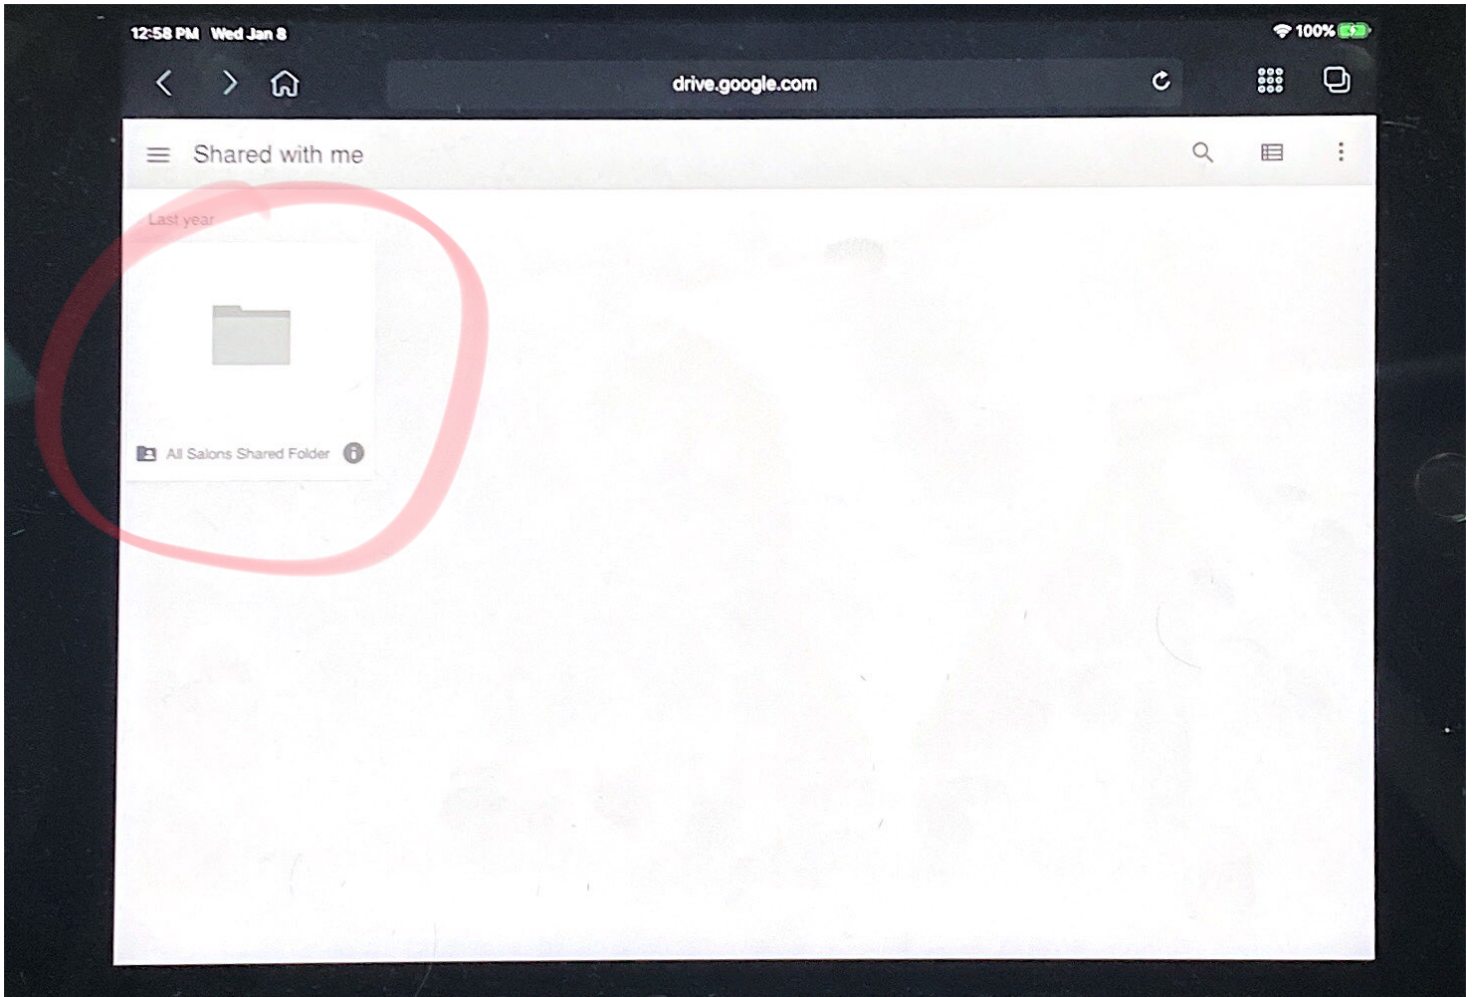 12:58 PM Wed Jan 8
100%
drive.google.com
Shared with me
Last year
All Salons Shared Folder